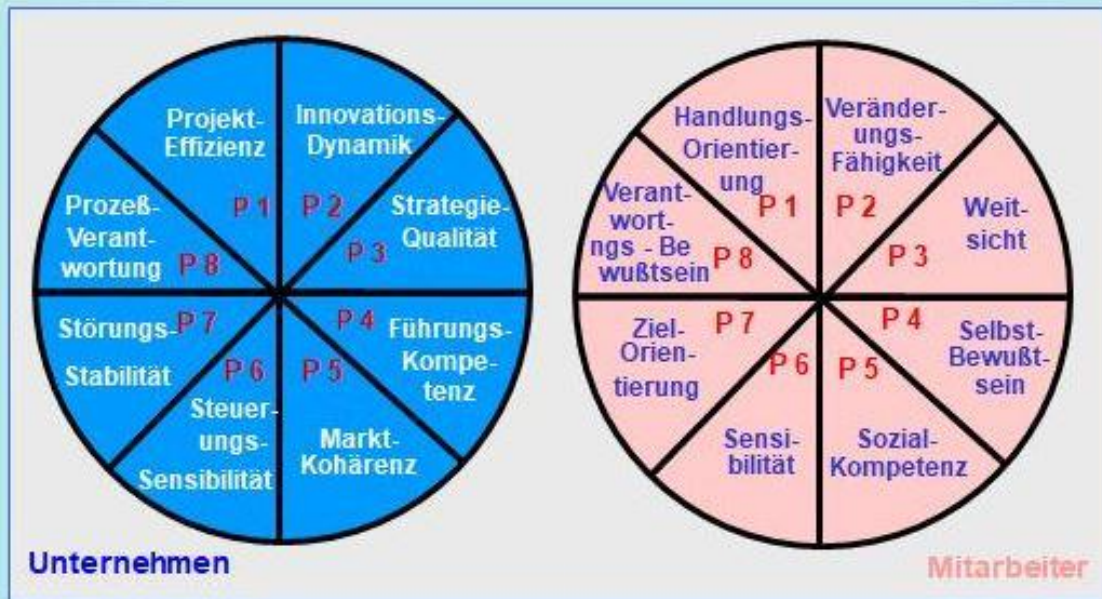 Projekt-
Effizienz
P 1
Innovations-
Dynamik
P 2
Strategie-
Qualität
P 3
P 4
Führungs-
Kompe-
tenz
P 5
Markt-
Kohärenz
P 6
Steuer-
ungs-
Sensibilität
P 7
Störungs-
Stabilität
Prozeß-
Verant-
wortung
P 8
Unternehmen
Handlungs-
Orientier-
ung
P 1
Veränder-
ungs-
Fähigkeit
P 2
Weit-
sicht
P 3
P 4
Selbst-
Bewußt-
sein
P 5
Sozial-
Kompetenz
P 6
Sensi-
bilität
P 7
Ziel-
Orien-
tierung
Verant-
wort-
ngs - Be
wußtsein
P 8
Mitarbeiter